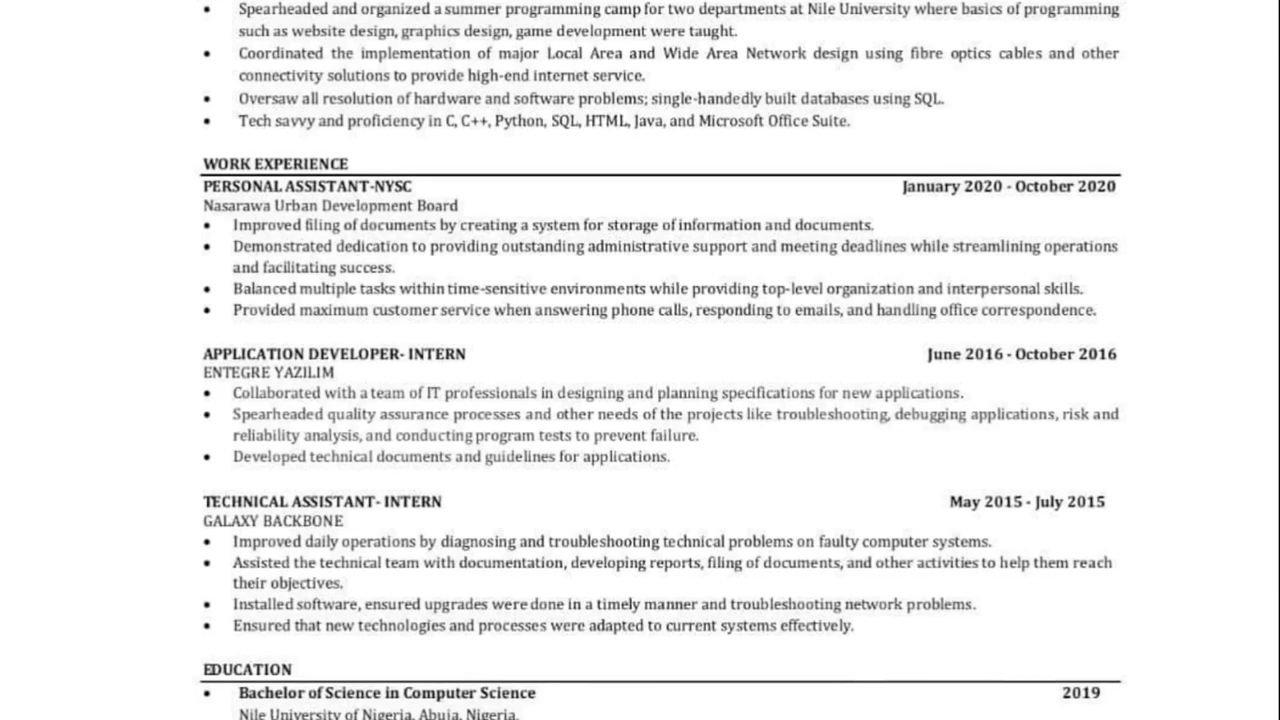 • Spearheaded and organized a summer programming camp for two departments at Nile University where basics of programming
such as website design, graphics design, game development were taught.
• Coordinated the implementation of major Local Area and Wide Area Network design using fibre optics cables and other
connectivity solutions to provide high-end internet service.
• Oversaw all resolution of hardware and software problems; single-handedly built databases using SQL.
• Tech savvy and proficiency in C, C++, Python, SQL, HTML, Java, and Microsoft Office Suite.
WORK EXPERIENCE
PERSONAL ASSISTANT-NYSC January 2020 - October 2020
Nasarawa Urban Development Board
• Improved filing of documents by creating a system for storage of information and documents.
• Demonstrated dedication to providing outstanding administrative support and meeting deadlines while streamlining operations
and facilitating success.
• Balanced multiple tasks within time-sensitive environments while providing top-level organization and interpersonal skills.
• Provided maximum customer service when answering phone calls, responding to emails, and handling office correspondence.
APPLICATION DEVELOPER- INTERN June 2016 - October 2016
ENTEGRE YAZILIM
• Collaborated with a team of IT professionals in designing and planning specifications for new applications.
• Spearheaded quality assurance processes and other needs of the projects like troubleshooting, debugging applications, risk and
reliability analysis, and conducting program tests to prevent failure.
• Developed technical documents and guidelines for applications.
TECHNICAL ASSISTANT- INTERN May 2015 - July 2015
GALAXY BACKBONE
• Improved daily operations by diagnosing and troubleshooting technical problems on faulty computer systems.
• Assisted the technical team with documentation, developing reports, filing of documents, and other activities to help them reach
their objectives.
• Installed software, ensured upgrades were done in a timely manner and troubleshooting network problems.
• Ensured that new technologies and processes were adapted to current systems effectively.
EDUCATION
• Bachelor of Science in Computer Science 2019
Nile University of Nigeria, Abuja, Nigeria.